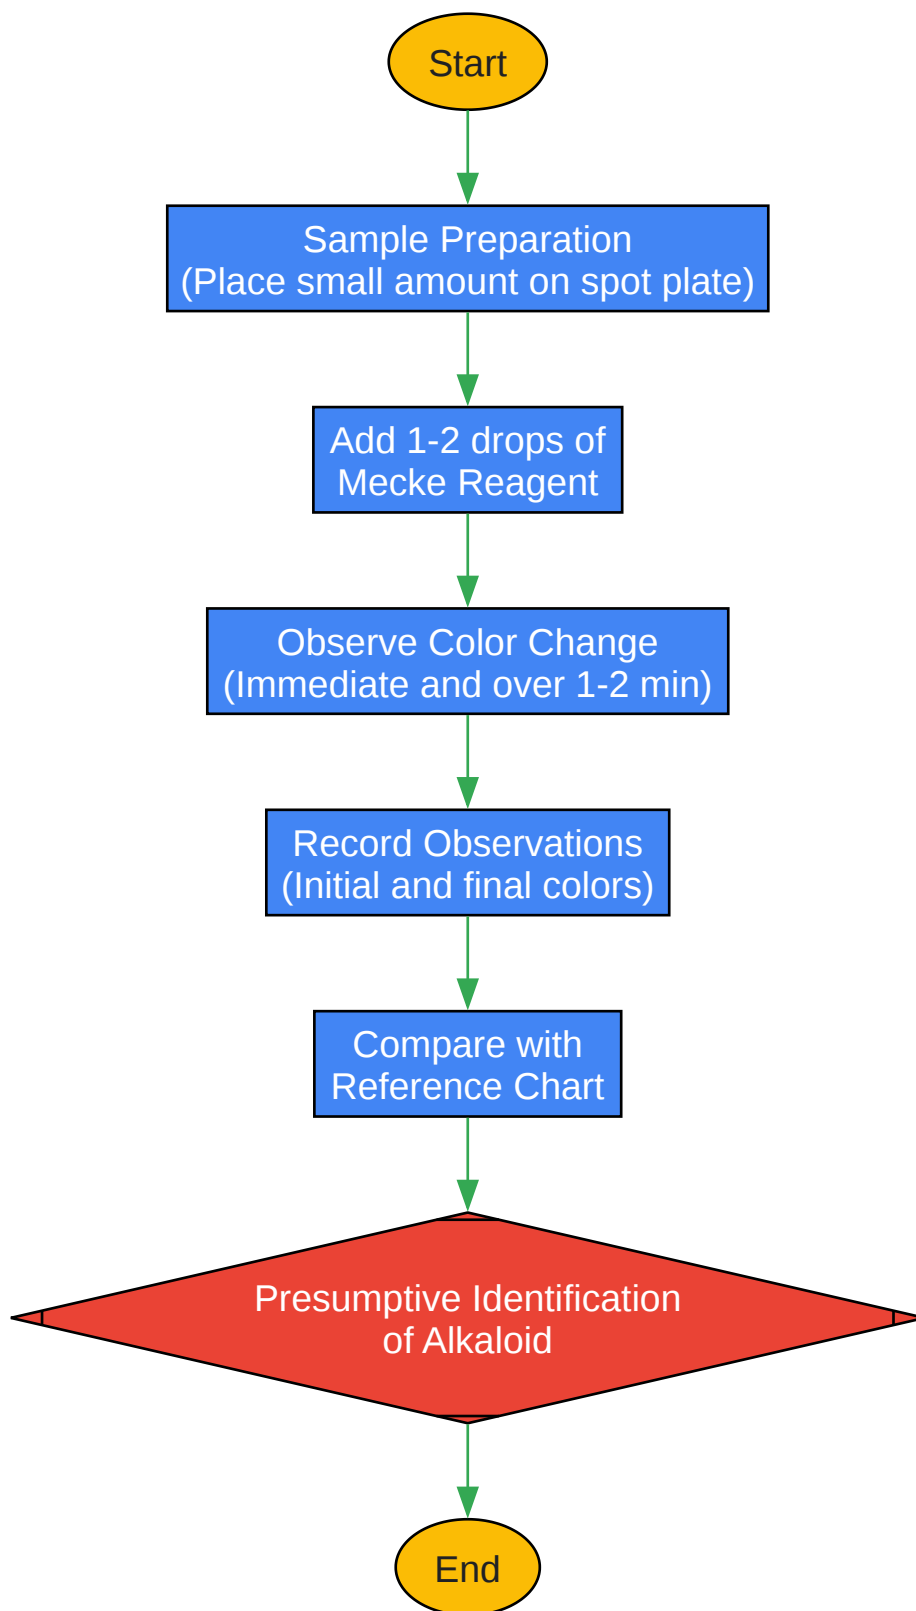 Start
Sample Preparation
(Place small amount on spot plate)
Add 1-2 drops of
Mecke Reagent
Observe Color Change
(Immediate and over 1-2 min)
Record Observations
(Initial and final colors)
Compare with
Reference Chart
Presumptive Identification
of Alkaloid
End